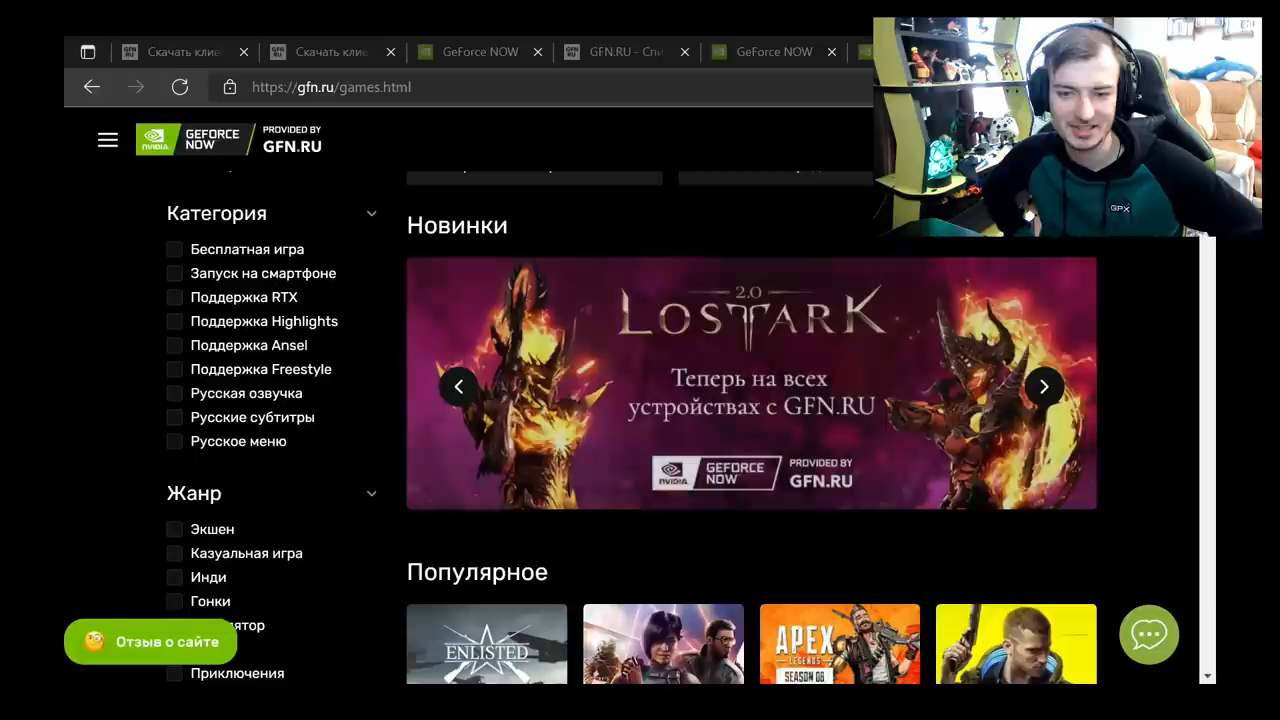 Скачать клие
Скачать клие
GeForce NOW
GFN.RU - Спи
GeForce NOW
https://gfn.ru/games.html
NVIDIA GEFORCE NOW PROVIDED BY GFN.RU
Категория
Бесплатная игра
Запуск на смартфоне
Поддержка RTX
Поддержка Highlights
Поддержка Ansel
Поддержка Freestyle
Русская озвучка
Русские субтитры
Русское меню
Жанр
Экшен
Казуальная игра
Инди
Гонки
Приключения
Отзыв о сайте
Новинки
2.0
LOSTARK
Теперь на всех
устройствах с GFN.RU
NVIDIA GEFORCE NOW PROVIDED BY GFN.RU
Популярное
ENLISTED
APEX
LEGENDS
SEASON 08
GPX